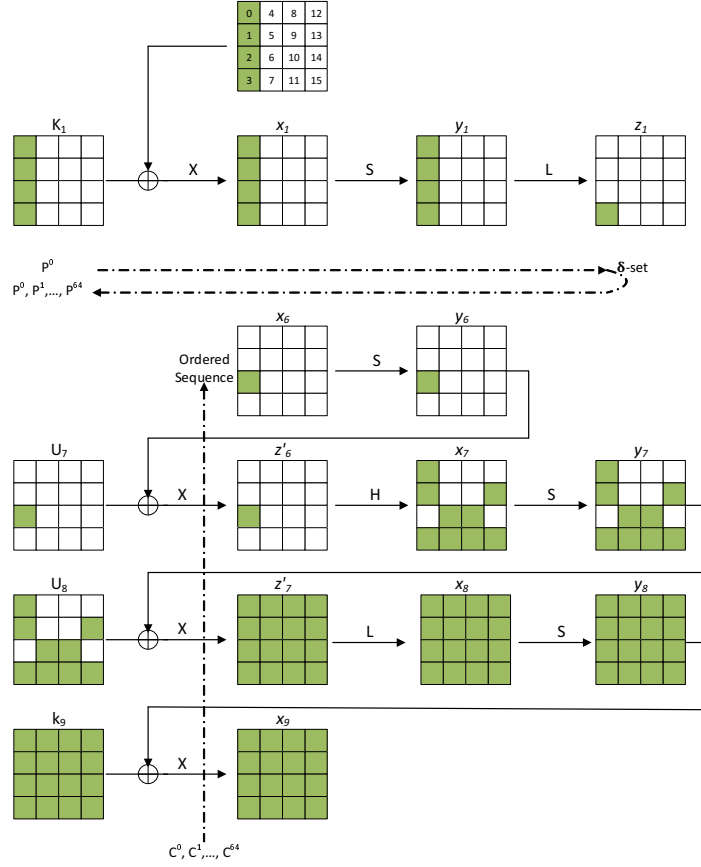 0 4 8 12
1 5 9 13
2 6 10 14
3 7 11 15
K₁ x₁ y₁ z₁
X S L
P⁰ δ-set
P⁰, P¹,..., P⁶⁴
x₆ y₆
Ordered
Sequence
S
U₇ z'₆ x₇ y₇
X H S
U₈ z'₇ x₈ y₈
X L S
k₉ x₉
X
C⁰, C¹,..., C⁶⁴